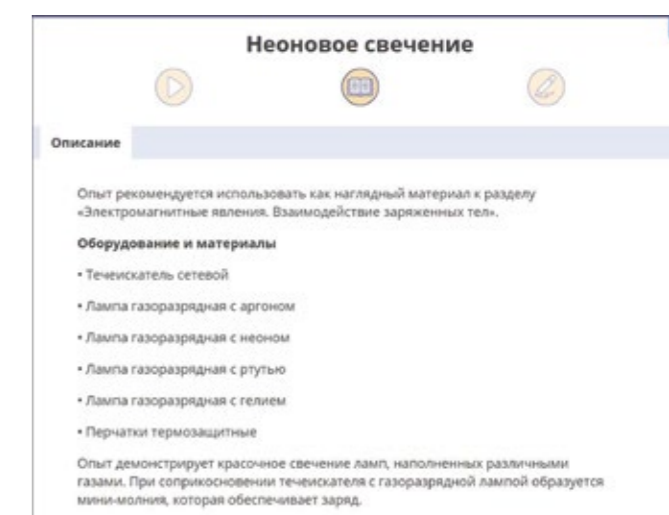 Неоновое свечение
Описание
Опыт рекомендуется использовать как наглядный материал к разделу
«Электромагнитные явления. Взаимодействие заряженных тел».
Оборудование и материалы
• Течеискатель сетевой
• Лампа газоразрядная с аргоном
• Лампа газоразрядная с неоном
• Лампа газоразрядная с ртутью
• Лампа газоразрядная с гелием
• Перчатки термозащитные
Опыт демонстрирует красочное свечение ламп, наполненных различными
газами. При соприкосновении течеискателя с газоразрядной лампой образуется
мини-молния, которая обеспечивает заряд.